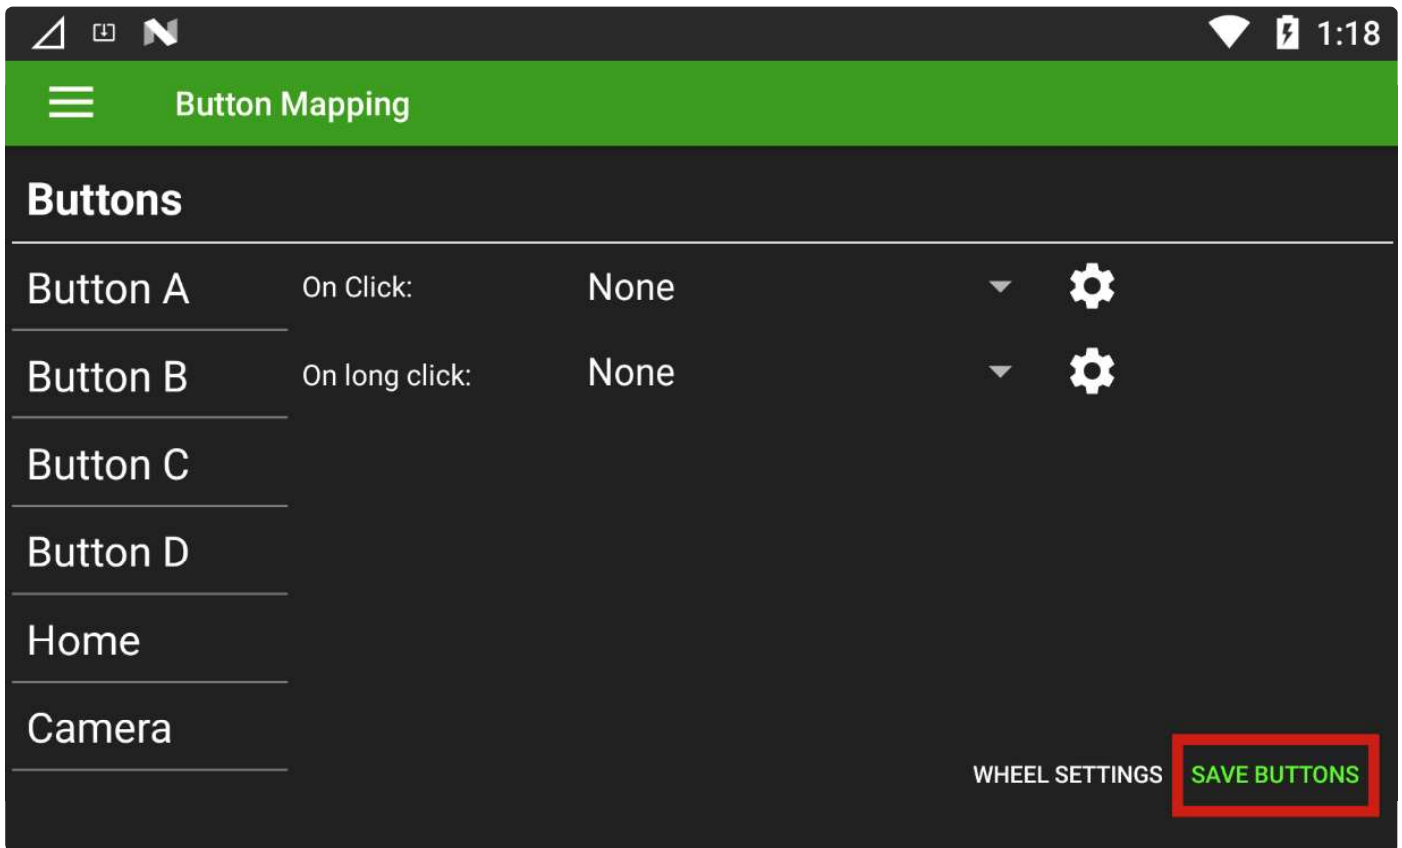 1:18
Button Mapping
Buttons
Button A On Click: None
Button B On long click: None
Button C
Button D
Home
Camera
WHEEL SETTINGS SAVE BUTTONS